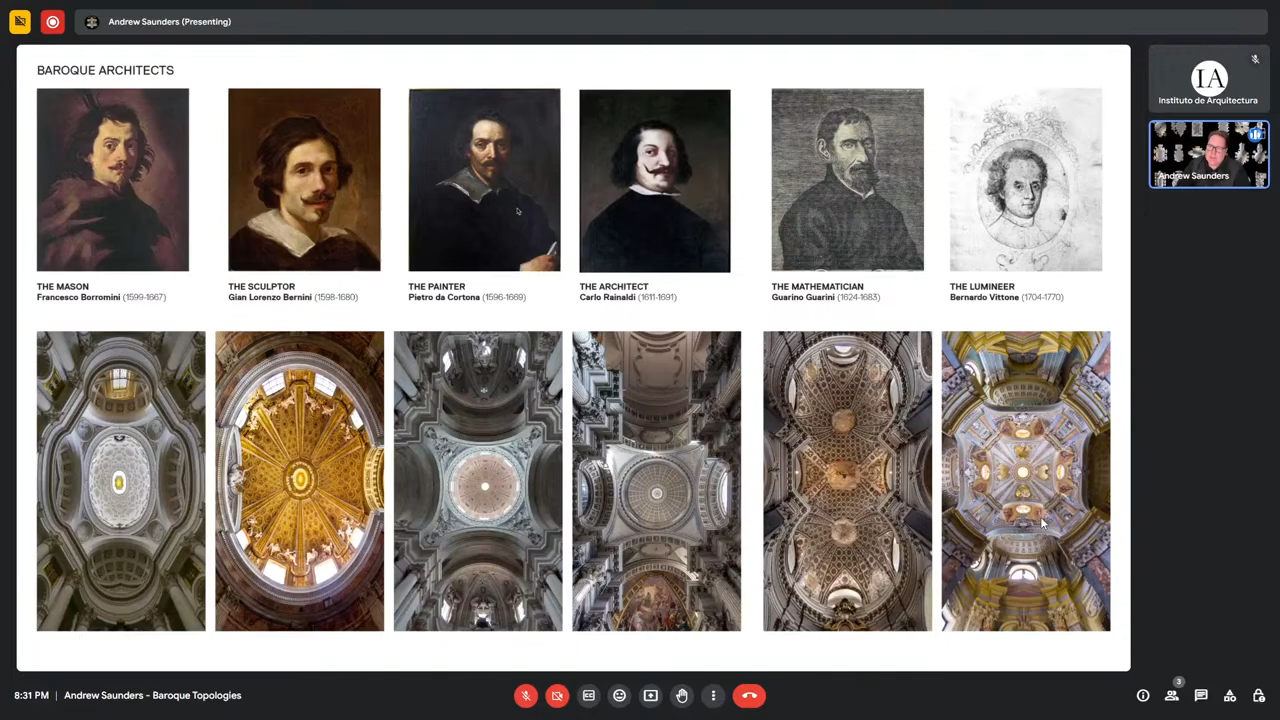 Andrew Saunders (Presenting)
BAROQUE ARCHITECTS
THE MASON
Francesco Borromini (1599-1667)
THE SCULPTOR
Gian Lorenzo Bernini (1598-1680)
THE PAINTER
Pietro da Cortona (1596-1669)
THE ARCHITECT
Carlo Rainaldi (1611-1691)
THE MATHEMATICIAN
Guarino Guarini (1624-1683)
THE LUMINEER
Bernardo Vittone (1704-1770)
IA
Instituto de Arquitectura
Andrew Saunders
8:31 PM | Andrew Saunders - Baroque Topologies
3